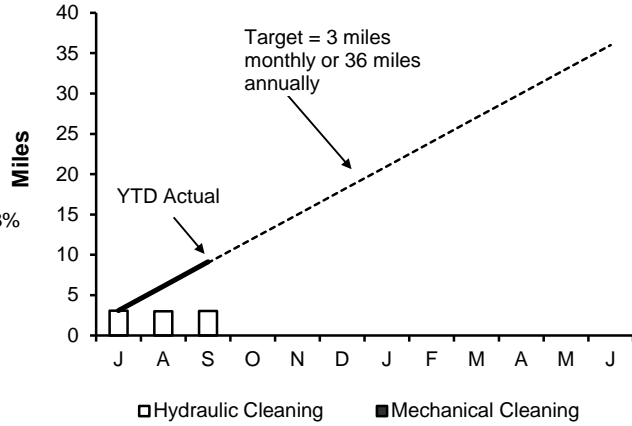 40
35
30
25
20
15
10
5
0
Miles
%
Target = 3 miles
monthly or 36 miles
annually
YTD Actual
J A S O N D J F M A M J
Hydraulic Cleaning Mechanical Cleaning